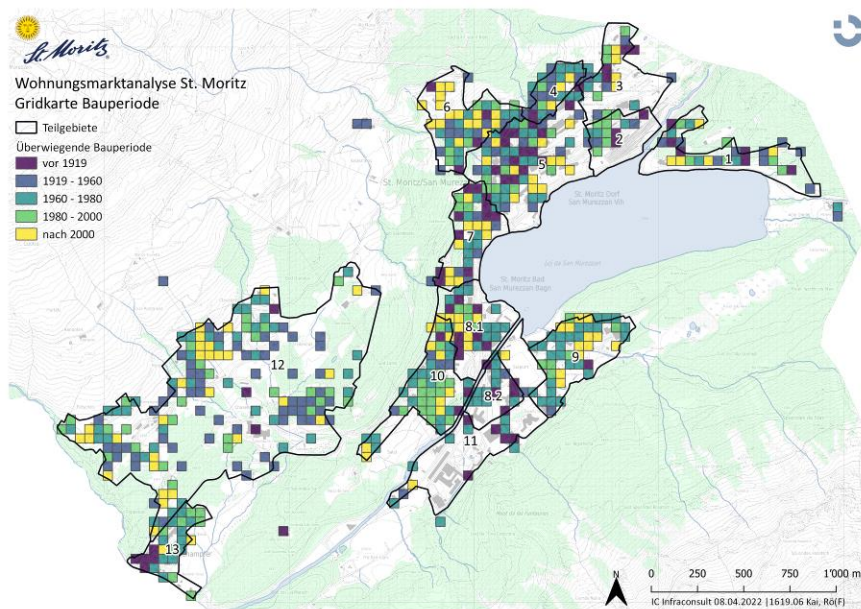 St. Moritz
Wohnungsmarktanalyse St. Moritz
Gridkarte Bauperiode
Teilgebiete
Überwiegende Bauperiode
vor 1919
1919 - 1960
1960 - 1980
1980 - 2000
nach 2000
3
4
6
2
5
1
St. Moritz/San Murezzan
St. Moritz Dorf
San Murezzan Vih
7
St. Moritz Bad
San Murezzan Bagn
8.1
9
12
10
8.2
11
13
N
0 250 500 750 1'000 m
IC Infraconsult 08.04.2022 |1619.06 Kai, Rö(F)